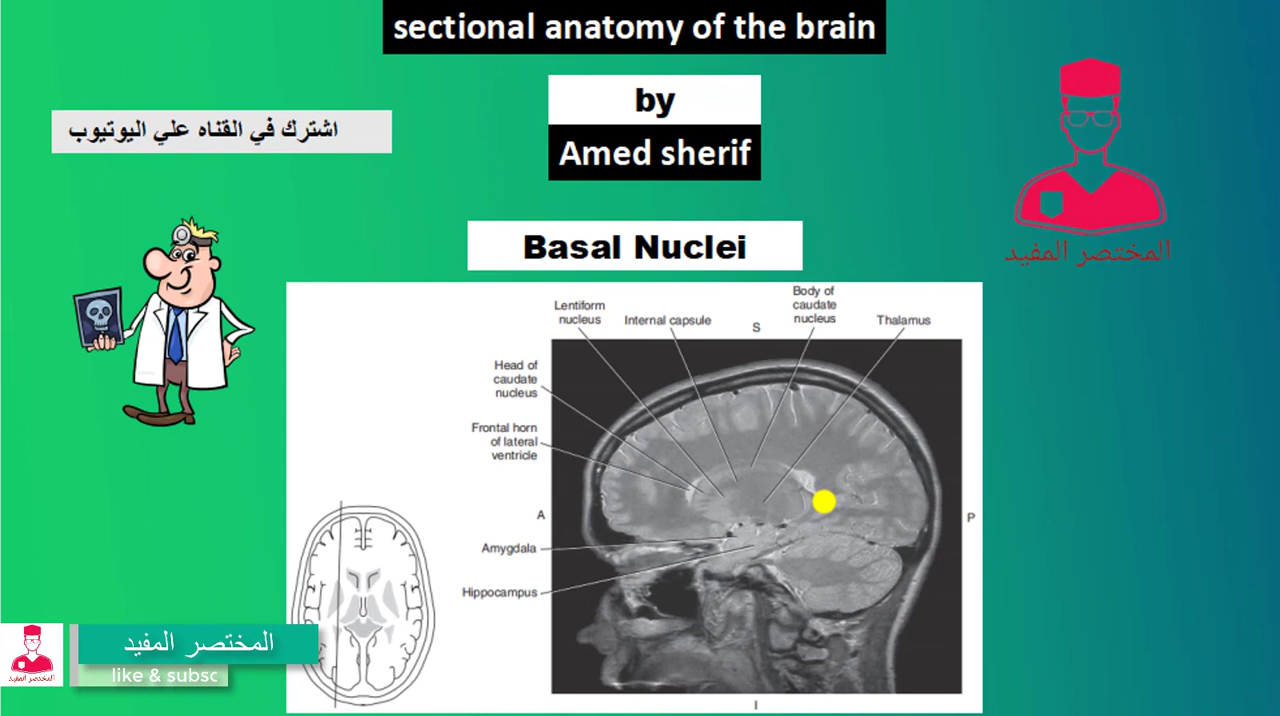 sectional anatomy of the brain
by
Amed sherif
اشترك في القناه علي اليوتيوب
المختصر المفيد
Basal Nuclei
Lentiform
nucleus
Internal capsule
S
Body of
caudate
nucleus
Thalamus
Head of
caudate
nucleus
Frontal horn
of lateral
ventricle
A
P
Amygdala
Hippocampus
I
المختصر المفيد
like & subsc
المختصر المفيد